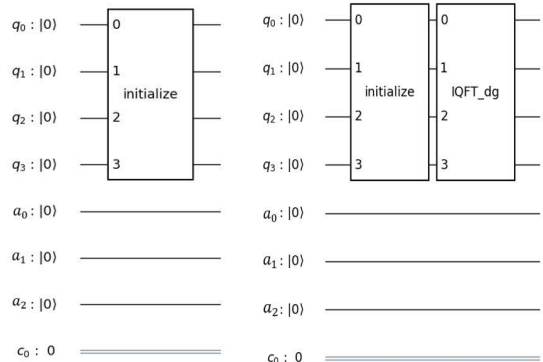 q₀ : |0⟩ 0
q₁ : |0⟩ 1
initialize
q₂ : |0⟩ 2
q₃ : |0⟩ 3
a₀ : |0⟩
a₁ : |0⟩
a₂ : |0⟩
c₀ : 0
q₀ : |0⟩ 0 0
q₁ : |0⟩ 1 1
initialize IQFT_dg
q₂ : |0⟩ 2 2
q₃ : |0⟩ 3 3
a₀ : |0⟩
a₁ : |0⟩
a₂ : |0⟩
c₀ : 0